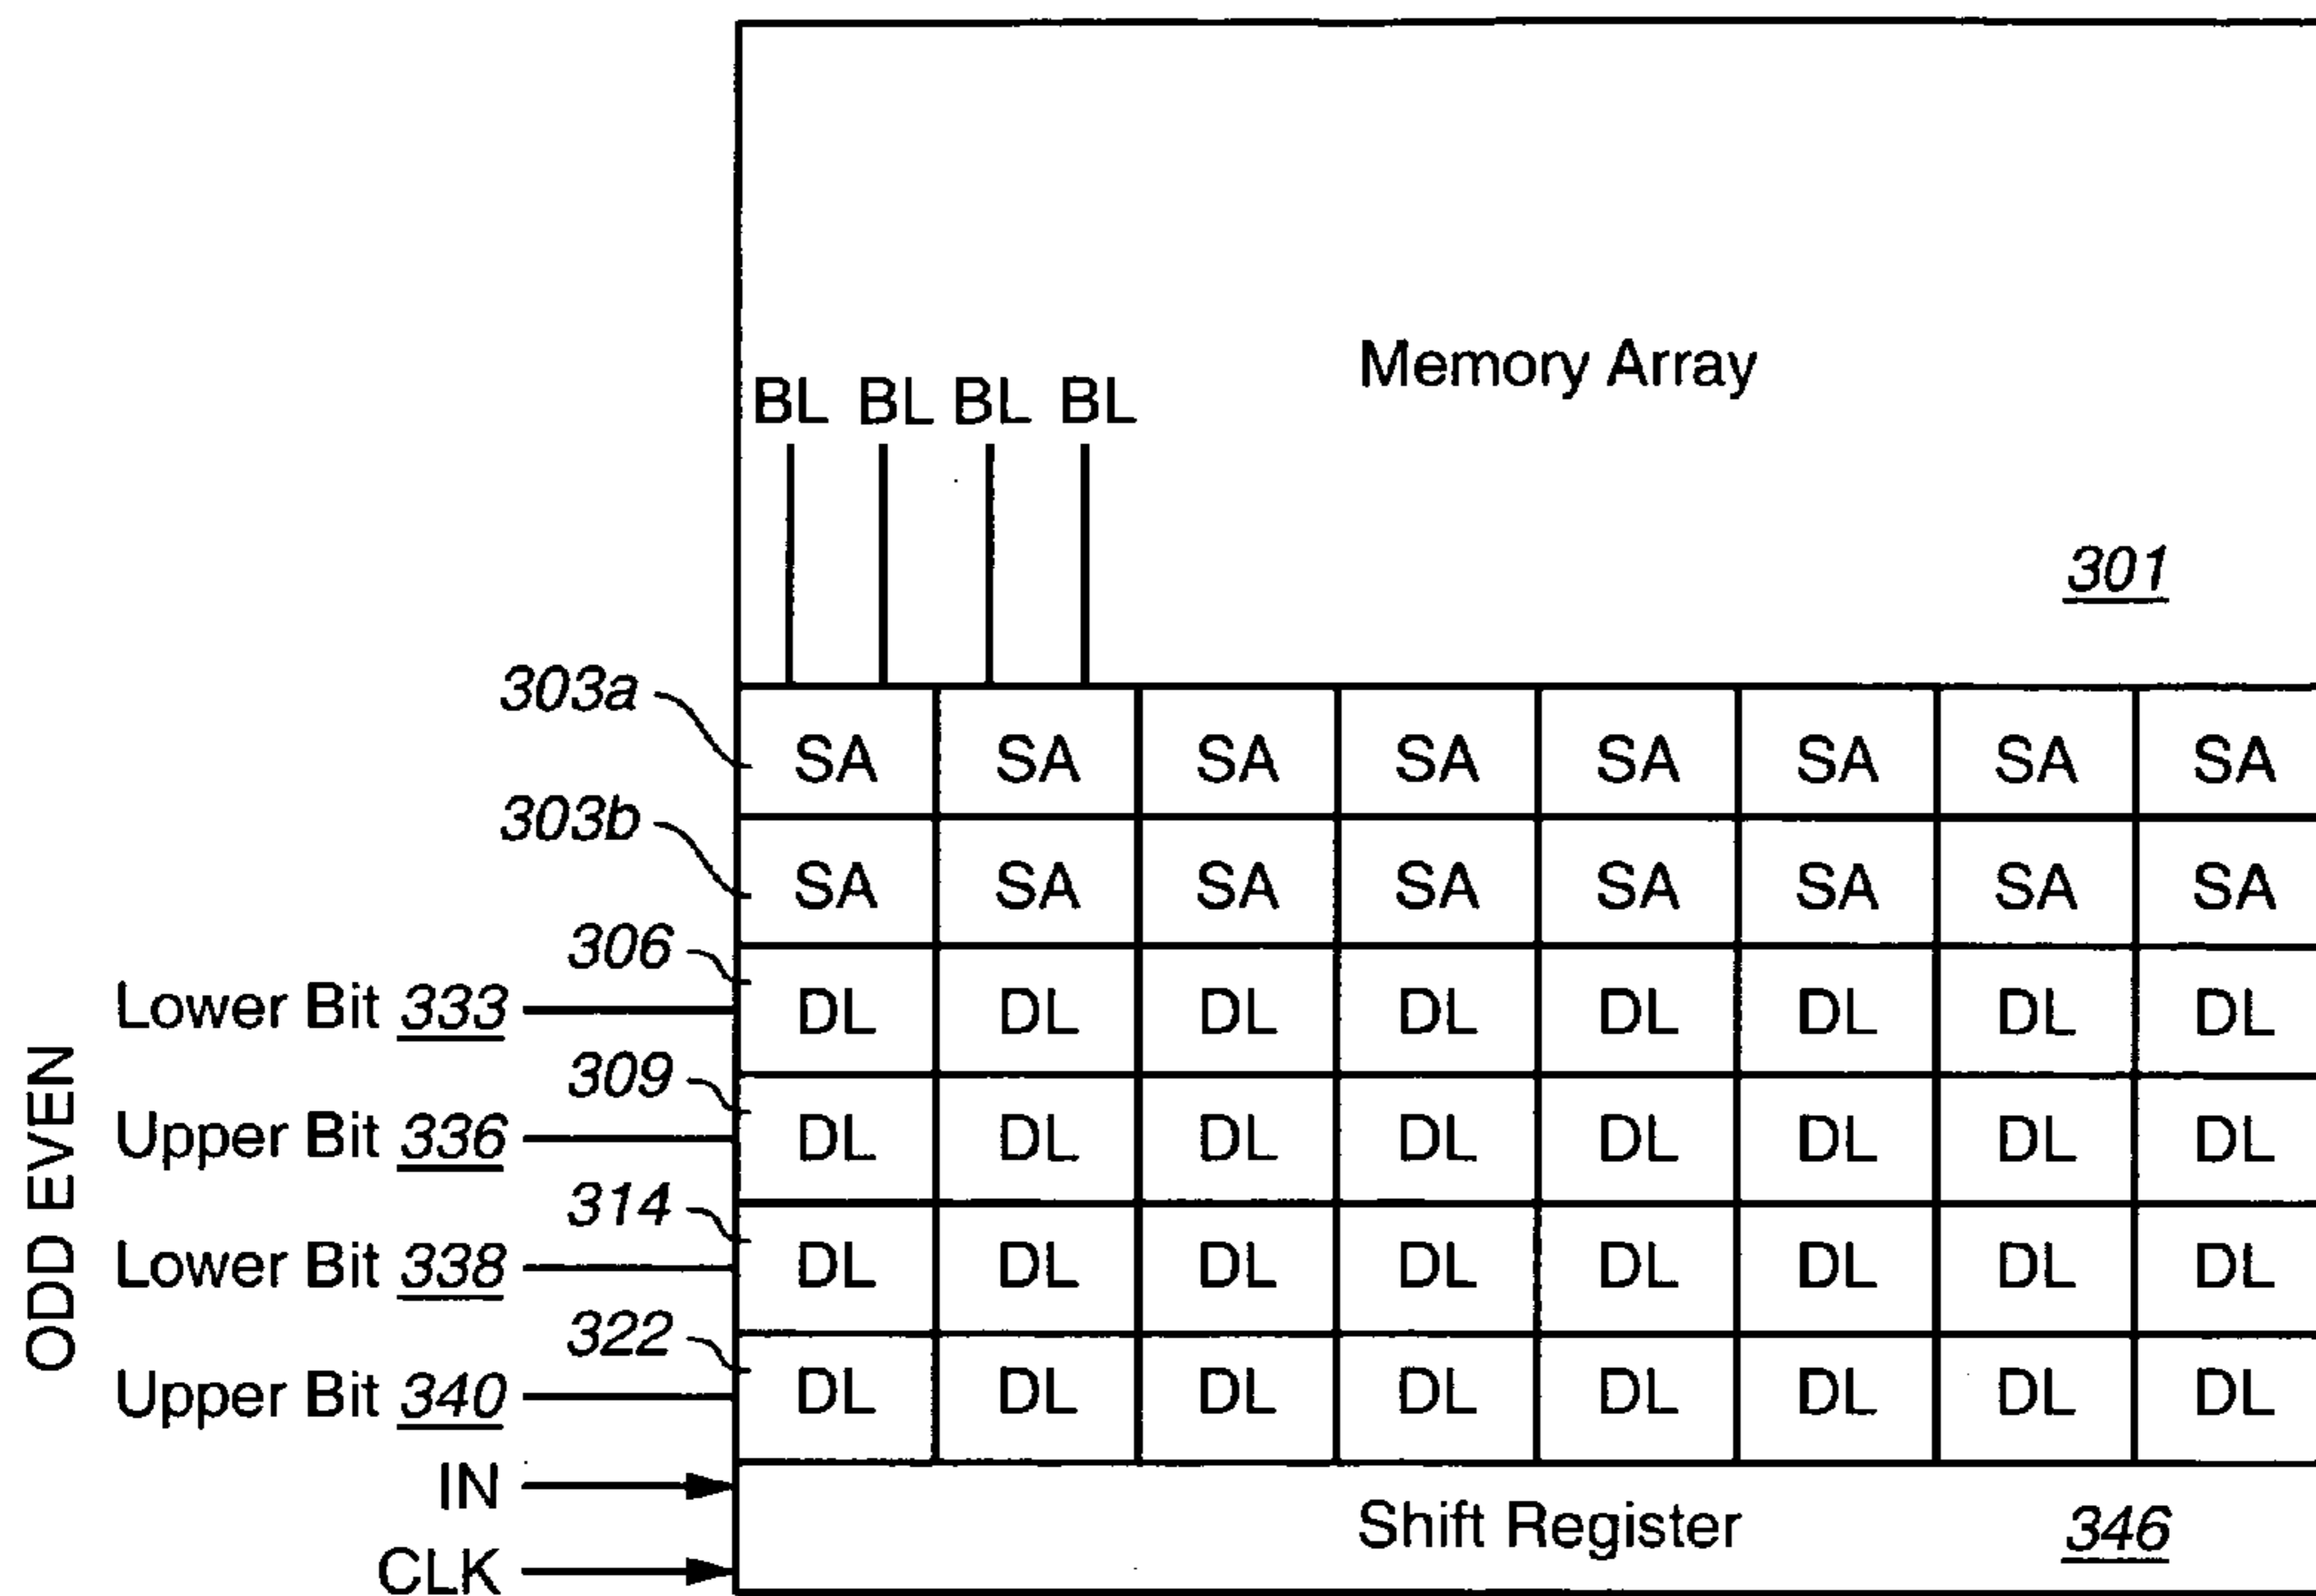 Memory Array
BL BL BL BL
301
303a
SA SA SA SA SA SA SA SA
303b
SA SA SA SA SA SA SA SA
306
Lower Bit 333
DL DL DL DL DL DL DL DL
309
Upper Bit 336
DL DL DL DL DL DL DL DL
314
Lower Bit 338
DL DL DL DL DL DL DL DL
322
Upper Bit 340
DL DL DL DL DL DL DL DL
ODD EVEN
IN
CLK
Shift Register 346